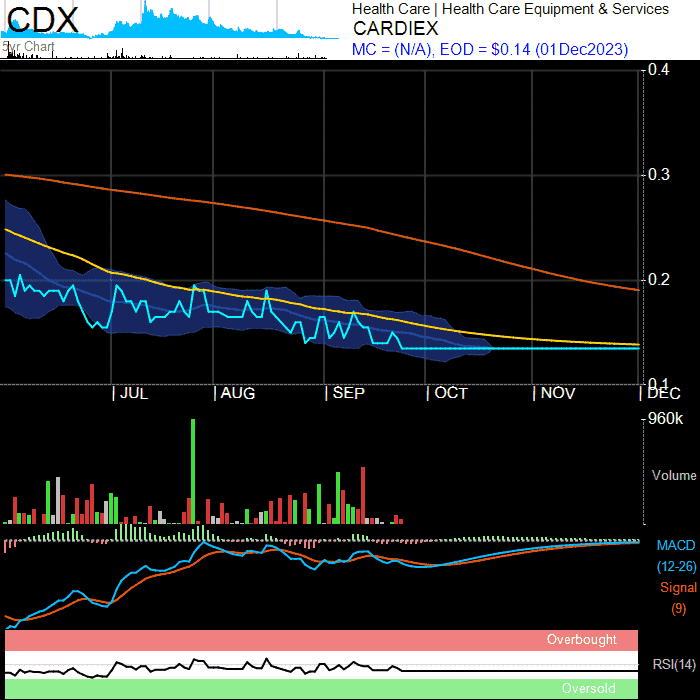 CDX
5yr Chart
Health Care | Health Care Equipment & Services
CARDIEX
MC = (N/A), EOD = $0.14 (01Dec2023)
0.4
0.3
0.2
0.1
JUL
AUG
SEP
OCT
NOV
DEC
960k
Volume
MACD
(12-26)
Signal
(9)
Overbought
RSI(14)
Oversold